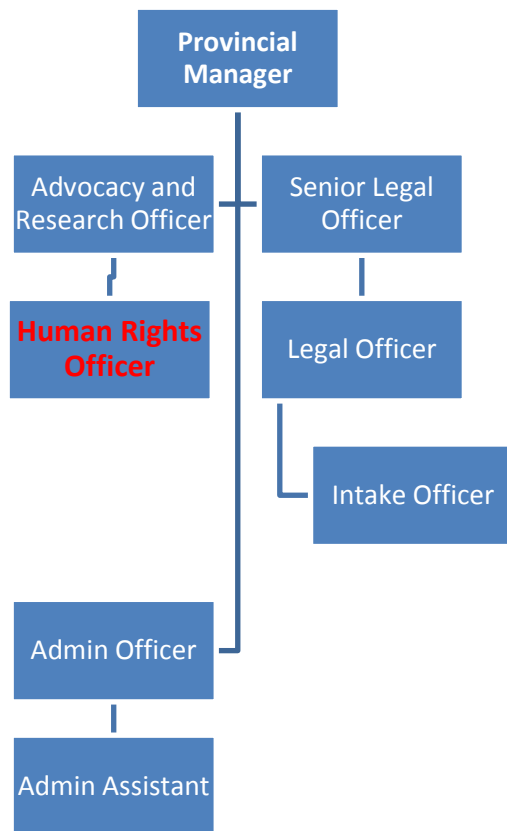 Provincial
Manager
Advocacy and
Research Officer
Senior Legal
Officer
Human Rights
Officer
Legal Officer
Intake Officer
Admin Officer
Admin Assistant